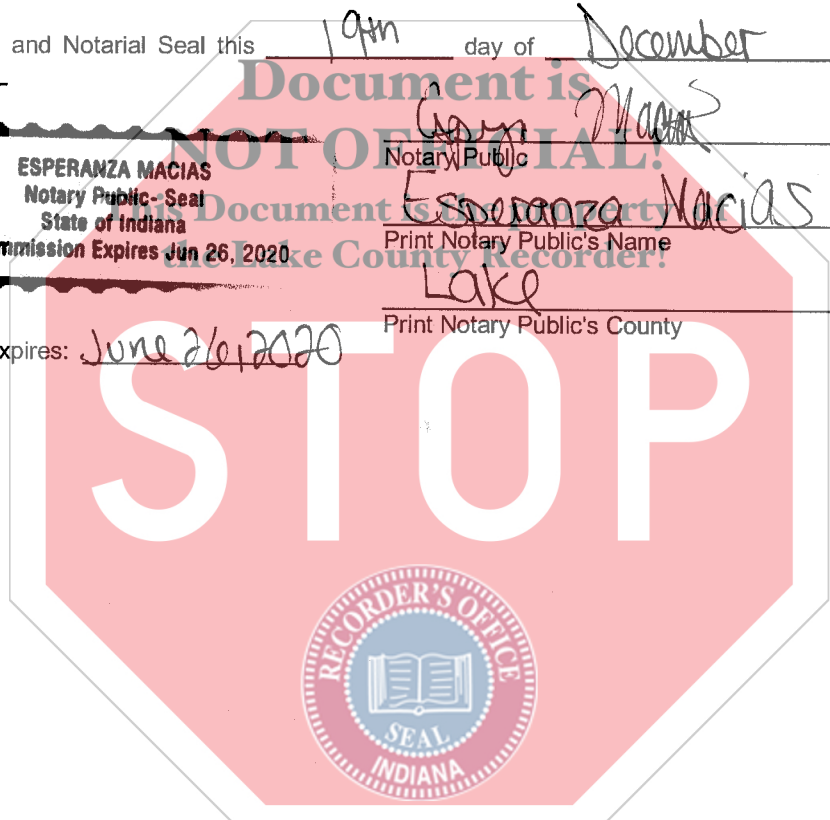 and Notarial Seal this 19th day of December
Document is
NOT OFFICIAL!
Notary Public
ESPERANZA MACIAS
Notary Public- Seal
State of Indiana
mmission Expires Jun 26, 2020
This Document is the property of
the Lake County Recorder!
Esperanza Macias
Print Notary Public's Name
Lake
Print Notary Public's County
xpires: June 26, 2020
STOP
RECORDER'S OFFICE
SEAL
INDIANA